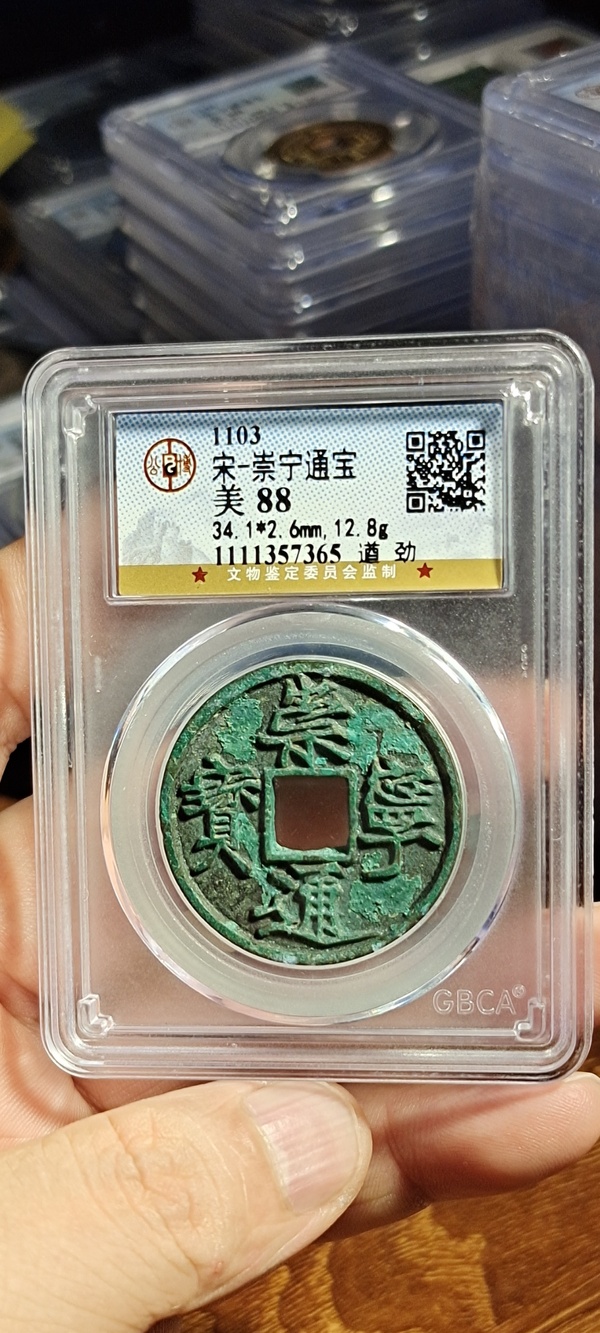 1103
宋-崇宁通宝
美 88
34.1*2.6mm,12.8g
1111357365 遒 劲
★ 文物鉴定委员会监制 ★
崇
寶 寧
通
GBCA